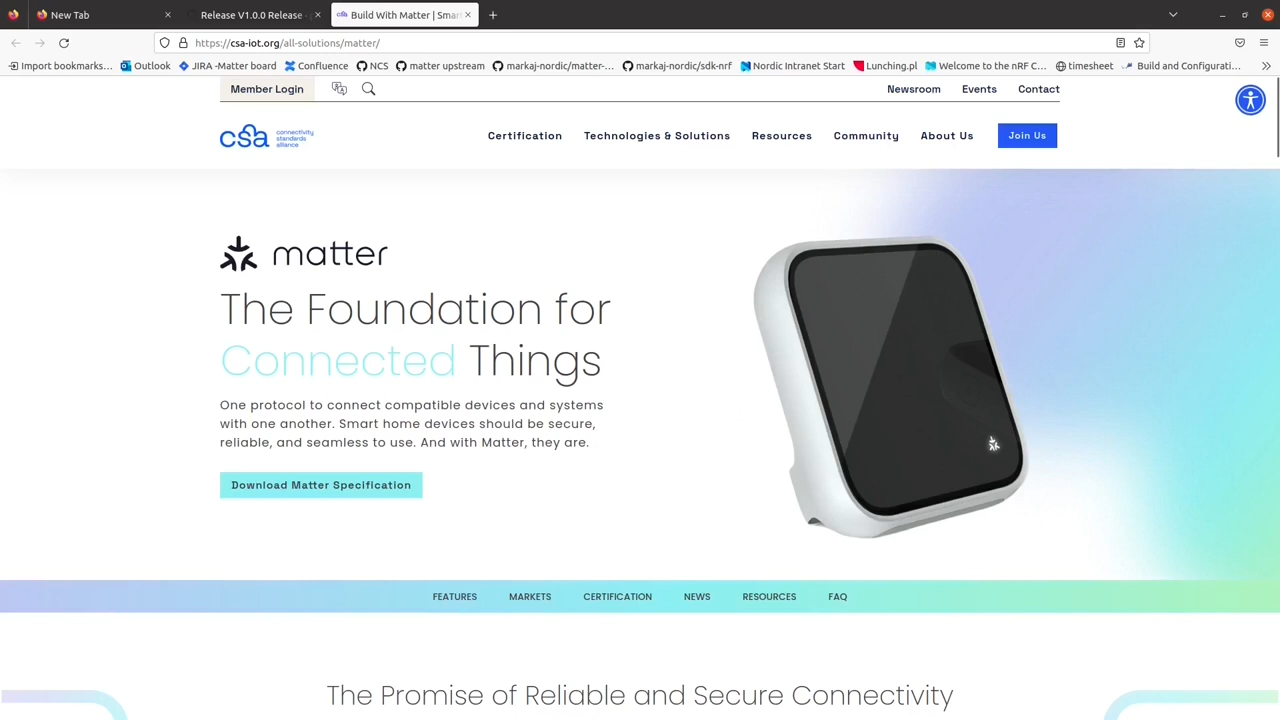 New Tab
Release V1.0.0 Release -
Build With Matter | Smar
https://csa-iot.org/all-solutions/matter/
Import bookmarks...
Outlook
JIRA -Matter board
Confluence
NCS
matter upstream
markaj-nordic/matter-...
markaj-nordic/sdk-nrf
Nordic Intranet Start
Lunching.pl
Welcome to the nRF C...
timesheet
Build and Configurati...
Member Login
Newsroom
Events
Contact
csa connectivity
standards
alliance
Certification
Technologies & Solutions
Resources
Community
About Us
Join Us
matter
The Foundation for
Connected Things
One protocol to connect compatible devices and systems
with one another. Smart home devices should be secure,
reliable, and seamless to use. And with Matter, they are.
Download Matter Specification
FEATURES
MARKETS
CERTIFICATION
NEWS
RESOURCES
FAQ
The Promise of Reliable and Secure Connectivity